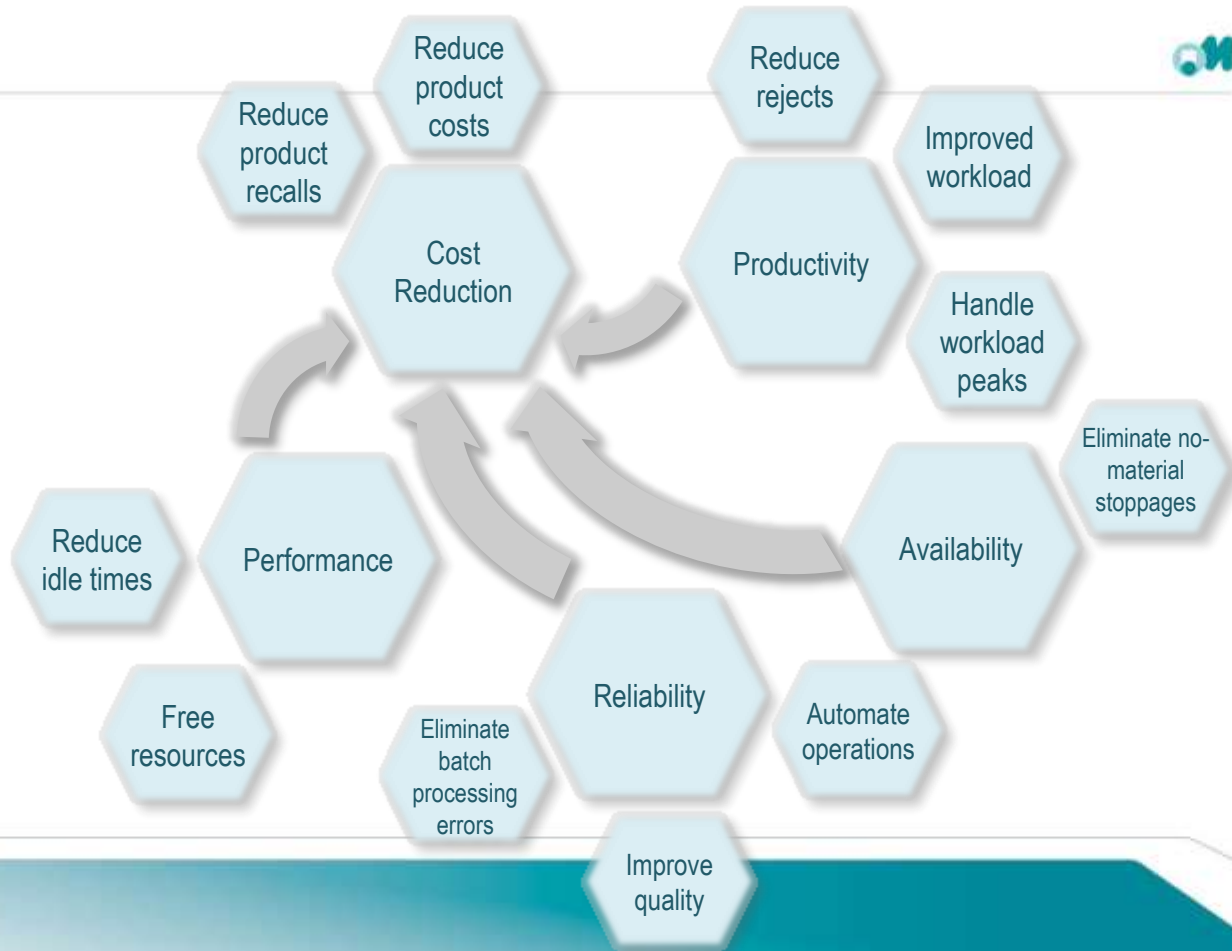 Reduce
product
costs
Reduce
product
recalls
Cost
Reduction
Reduce
rejects
Improved
workload
Productivity
Handle
workload
peaks
Eliminate no-
material
stoppages
Availability
Performance
Reduce
idle times
Free
resources
Reliability
Eliminate
batch
processing
errors
Automate
operations
Improve
quality